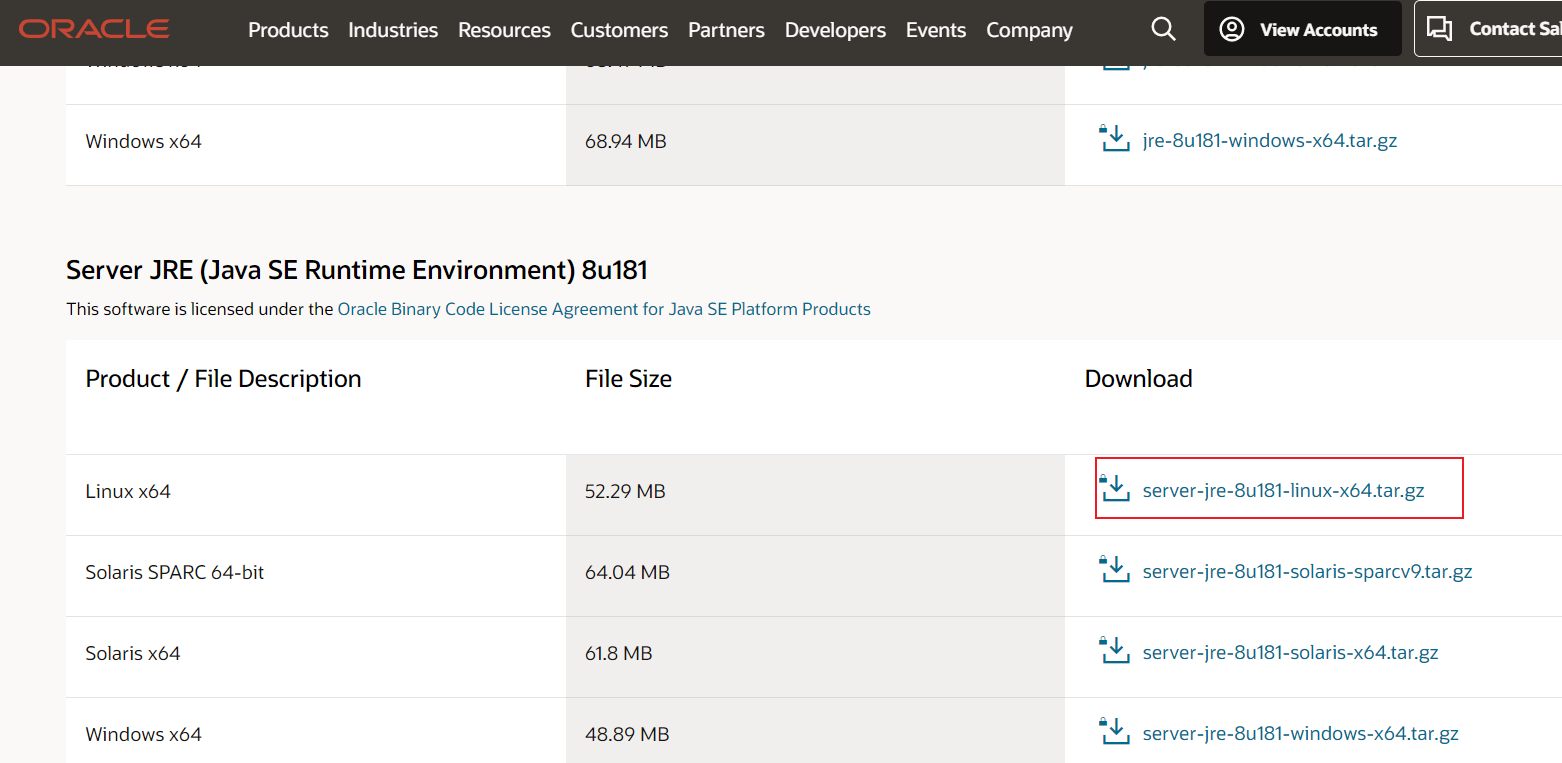 ORACLE Products Industries Resources Customers Partners Developers Events Company View Accounts Contact Sal
Windows x64 68.94 MB jre-8u181-windows-x64.tar.gz
Server JRE (Java SE Runtime Environment) 8u181
This software is licensed under the Oracle Binary Code License Agreement for Java SE Platform Products
Product / File Description File Size Download
Linux x64 52.29 MB server-jre-8u181-linux-x64.tar.gz
Solaris SPARC 64-bit 64.04 MB server-jre-8u181-solaris-sparcv9.tar.gz
Solaris x64 61.8 MB server-jre-8u181-solaris-x64.tar.gz
Windows x64 48.89 MB server-jre-8u181-windows-x64.tar.gz